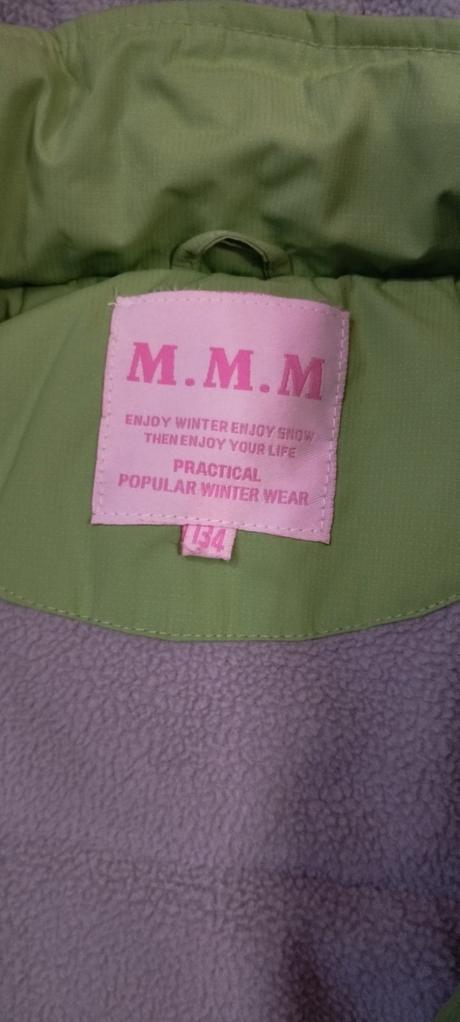 M.M.M
ENJOY WINTER ENJOY SNOW
THEN ENJOY YOUR LIFE
PRACTICAL
POPULAR WINTER WEAR
134